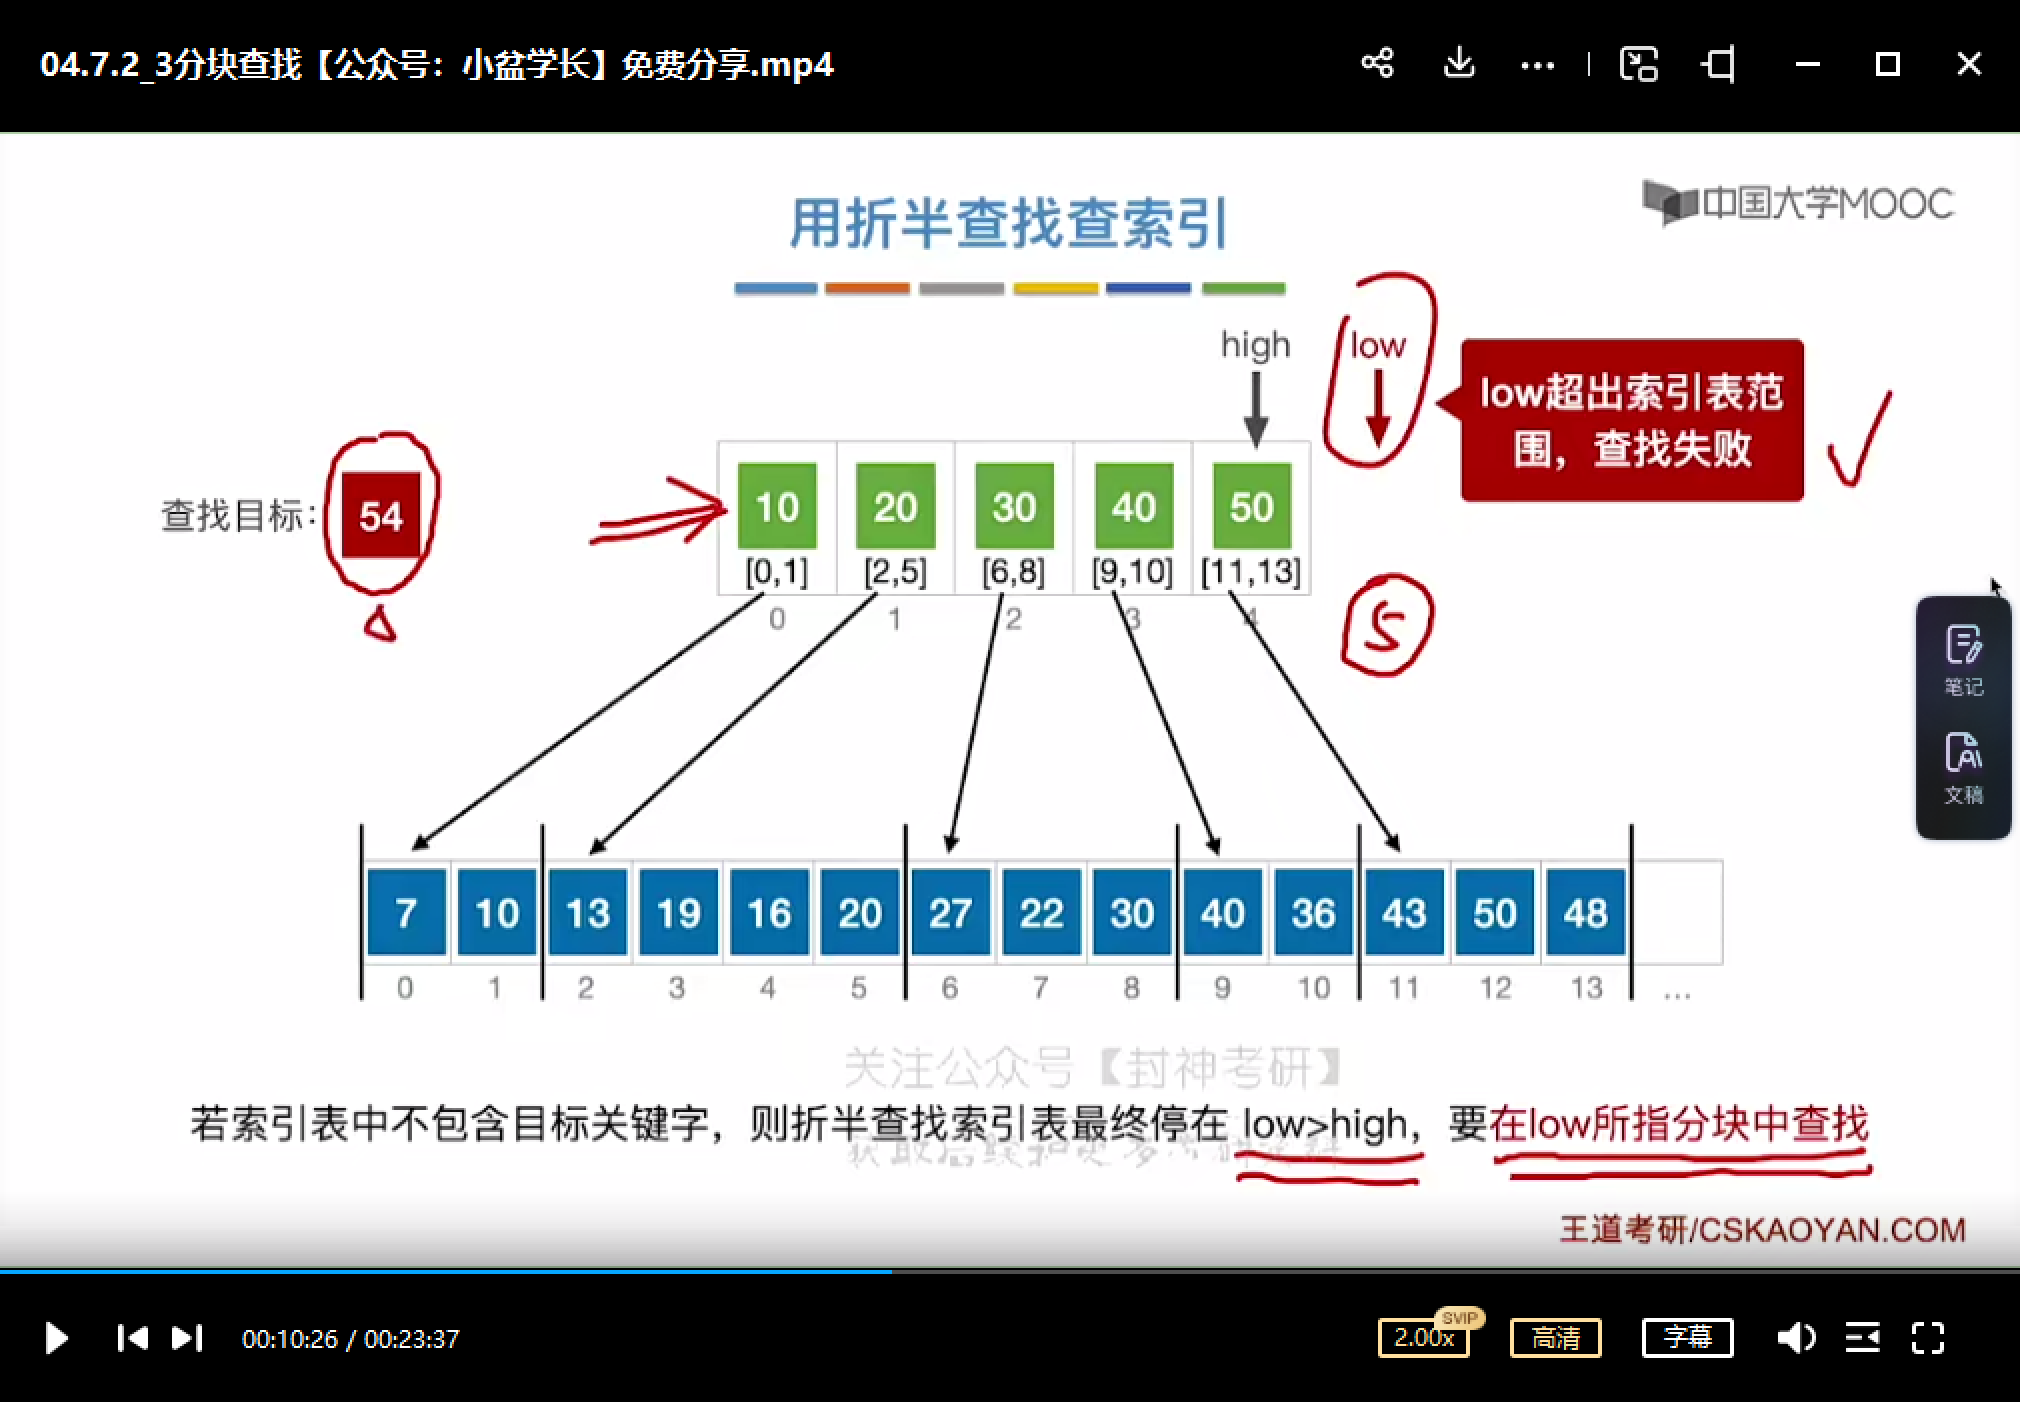 04.7.2_3分块查找【公众号：小盆学长】免费分享.mp4
中国大学MOOC
用折半查找查索引
high
low
low超出索引表范
围，查找失败
查找目标：
54
10 20 30 40 50
[0,1] [2,5] [6,8] [9,10] [11,13]
0 1 2 3 4
5
笔记
文稿
7 10 13 19 16 20 27 22 30 40 36 43 50 48
0 1 2 3 4 5 6 7 8 9 10 11 12 13 ...
关注公众号【封神考研】
若索引表中不包含目标关键字，则折半查找索引表最终停在 low>high，要在low所指分块中查找
王道考研/CSKAOYAN.COM
00:10:26 / 00:23:37
2.00x
SVIP
高清
字幕